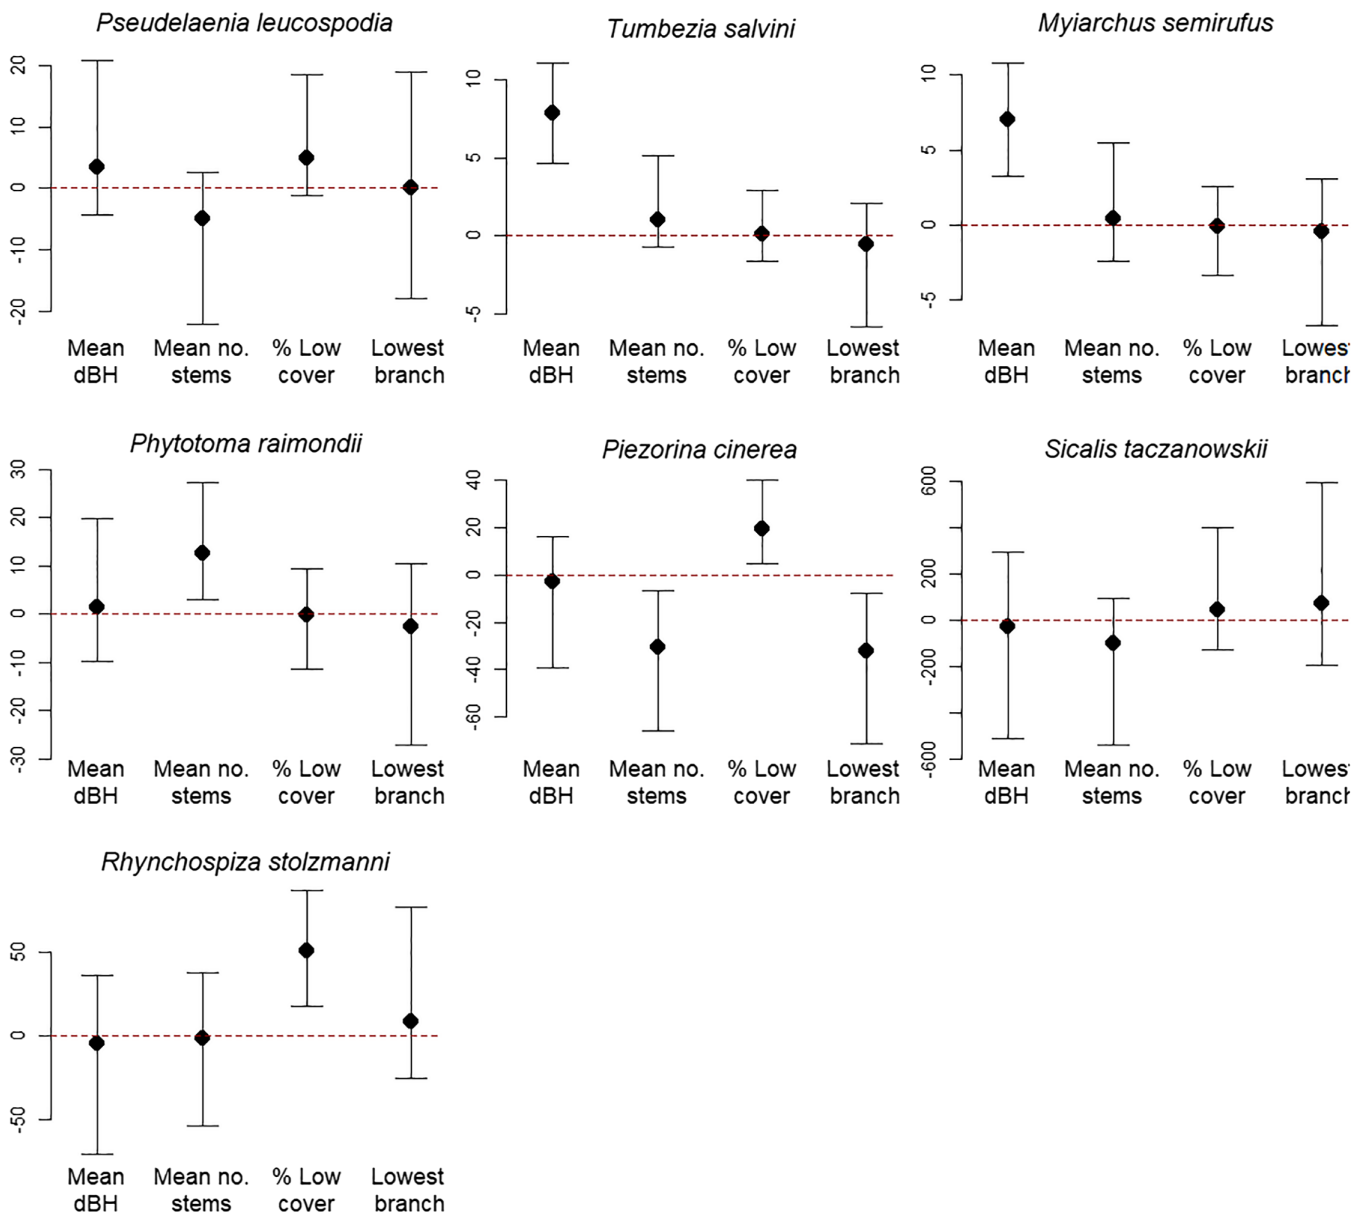 Pseudelaenia leucospodia
20
10
0
-10
-20
Mean Mean no. % Low Lowest
dBH stems cover branch
Tumbezia salvini
10
5
0
-5
Mean Mean no. % Low Lowest
dBH stems cover branch
Myiarchus semirufus
10
5
0
-5
Mean Mean no. % Low Lowest
dBH stems cover branch
Phytotoma raimondii
30
20
10
0
-10
-20
-30
Mean Mean no. % Low Lowest
dBH stems cover branch
Piezorina cinerea
40
20
0
-20
-40
-60
Mean Mean no. % Low Lowest
dBH stems cover branch
Sicalis taczanowskii
600
200
0
-200
-600
Mean Mean no. % Low Lowest
dBH stems cover branch
Rhynchospiza stolzmanni
50
0
-50
Mean Mean no. % Low Lowest
dBH stems cover branch